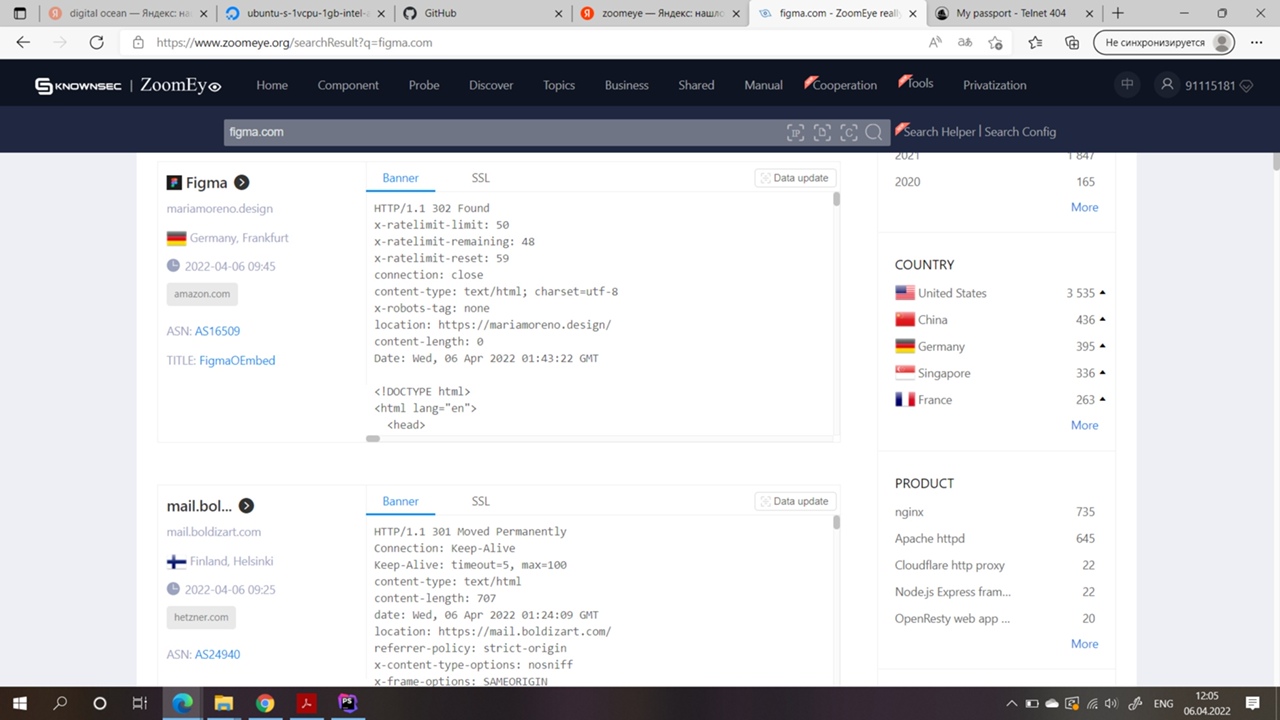 digital ocean — Яндекс: на
ubuntu-s-1vcpu-1gb-intel-
GitHub
zoomeye — Яндекс: нашло
figma.com - ZoomEye reall
My passport - Telnet 404
https://www.zoomeye.org/searchResult?q=figma.com
Не синхронизируется
KNOWNSEC | ZoomEye
Home
Component
Probe
Discover
Topics
Business
Shared
Manual
Cooperation
Tools
Privatization
中
91115181
figma.com
Search Helper | Search Config
Figma
mariamoreno.design
Germany, Frankfurt
2022-04-06 09:45
amazon.com
ASN: AS16509
TITLE: FigmaOEmbed
Banner
SSL
Data update
HTTP/1.1 302 Found
x-ratelimit-limit: 50
x-ratelimit-remaining: 48
x-ratelimit-reset: 59
connection: close
content-type: text/html; charset=utf-8
x-robots-tag: none
location: https://mariamoreno.design/
content-length: 0
Date: Wed, 06 Apr 2022 01:43:22 GMT
<!DOCTYPE html>
<html lang="en">
<head>
mail.bol...
mail.boldizart.com
Finland, Helsinki
2022-04-06 09:25
hetzner.com
ASN: AS24940
Banner
SSL
Data update
HTTP/1.1 301 Moved Permanently
Connection: Keep-Alive
Keep-Alive: timeout=5, max=100
content-type: text/html
content-length: 707
date: Wed, 06 Apr 2022 01:24:09 GMT
location: https://mail.boldizart.com/
referrer-policy: strict-origin
x-content-type-options: nosniff
x-frame-options: SAMEORIGIN
2021 1 847
2020 165
More
COUNTRY
United States 3 535
China 436
Germany 395
Singapore 336
France 263
More
PRODUCT
nginx 735
Apache httpd 645
Cloudflare http proxy 22
Node.js Express fram... 22
OpenResty web app ... 20
More
ENG
12:05
06.04.2022